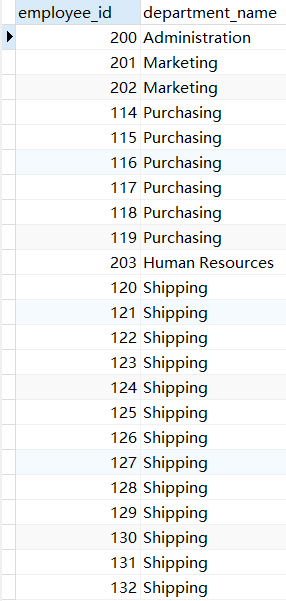 employee_id department_name
200 Administration
201 Marketing
202 Marketing
114 Purchasing
115 Purchasing
116 Purchasing
117 Purchasing
118 Purchasing
119 Purchasing
203 Human Resources
120 Shipping
121 Shipping
122 Shipping
123 Shipping
124 Shipping
125 Shipping
126 Shipping
127 Shipping
128 Shipping
129 Shipping
130 Shipping
131 Shipping
132 Shipping